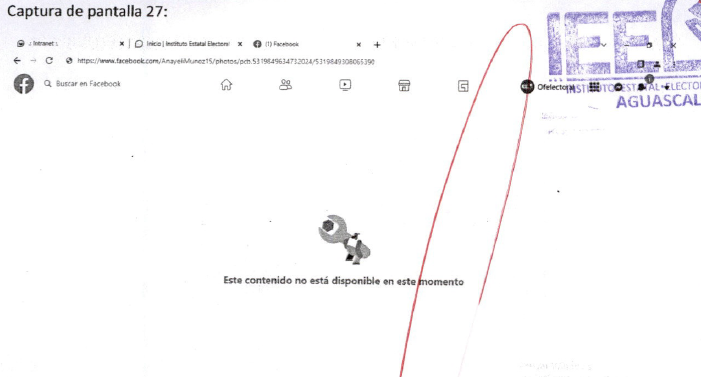 Captura de pantalla 27:
Intranet
Inicio | Instituto Estatal Electoral
(1) Facebook
https://www.facebook.com/AnayeliMunoz15/photos/pcb.5319849634732024/5319849308065390
Buscar en Facebook
Ofelectoral
IEE
INSTITUTO ESTATAL ELECTORAL
AGUASCAL
Este contenido no está disponible en este momento